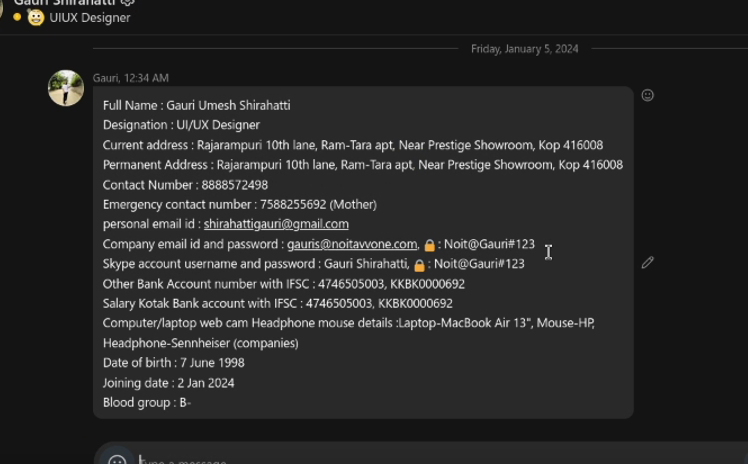 Gauri Shirahatti
UIUX Designer
Friday, January 5, 2024
Gauri, 12:34 AM
Full Name : Gauri Umesh Shirahatti
Designation : UI/UX Designer
Current address : Rajarampuri 10th lane, Ram-Tara apt, Near Prestige Showroom, Kop 416008
Permanent Address : Rajarampuri 10th lane, Ram-Tara apt, Near Prestige Showroom, Kop 416008
Contact Number : 8888572498
Emergency contact number : 7588255692 (Mother)
personal email id : shirahattigauri@gmail.com
Company email id and password : gauris@noitavvone.com, 🔒: Noit@Gauri#123
Skype account username and password : Gauri Shirahatti, 🔒 : Noit@Gauri#123
Other Bank Account number with IFSC : 4746505003, KKBK0000692
Salary Kotak Bank account with IFSC : 4746505003, KKBK0000692
Computer/laptop web cam Headphone mouse details :Laptop-MacBook Air 13", Mouse-HP,
Headphone-Sennheiser (companies)
Date of birth : 7 June 1998
Joining date : 2 Jan 2024
Blood group : B-
Type a message